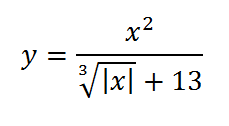 y = x² / (∛|x| + 13)